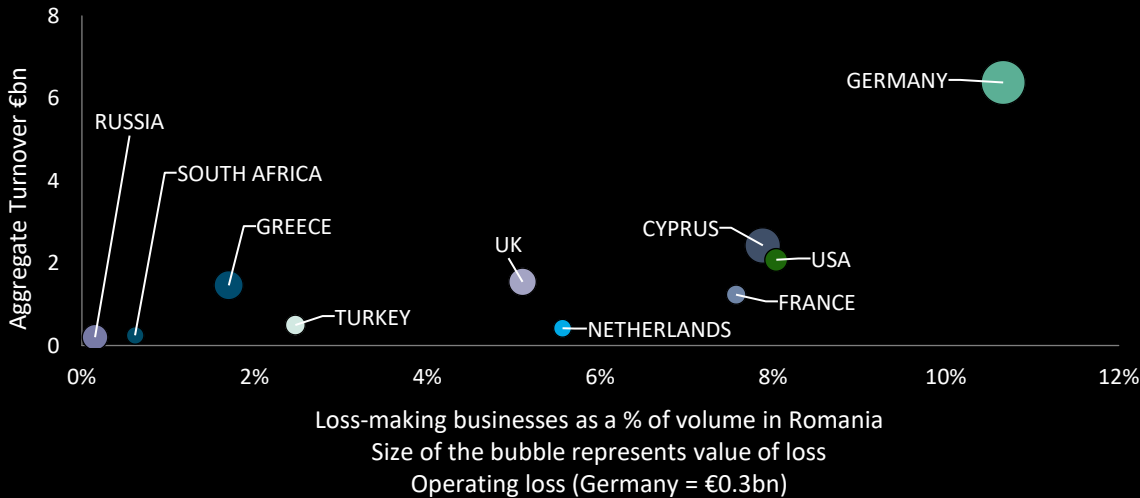 Aggregate Turnover €bn
8
6
4
2
0
RUSSIA
SOUTH AFRICA
GREECE
TURKEY
UK
NETHERLANDS
CYPRUS
USA
FRANCE
GERMANY
0%
2%
4%
6%
8%
10%
12%
Loss-making businesses as a % of volume in Romania
Size of the bubble represents value of loss
Operating loss (Germany = €0.3bn)